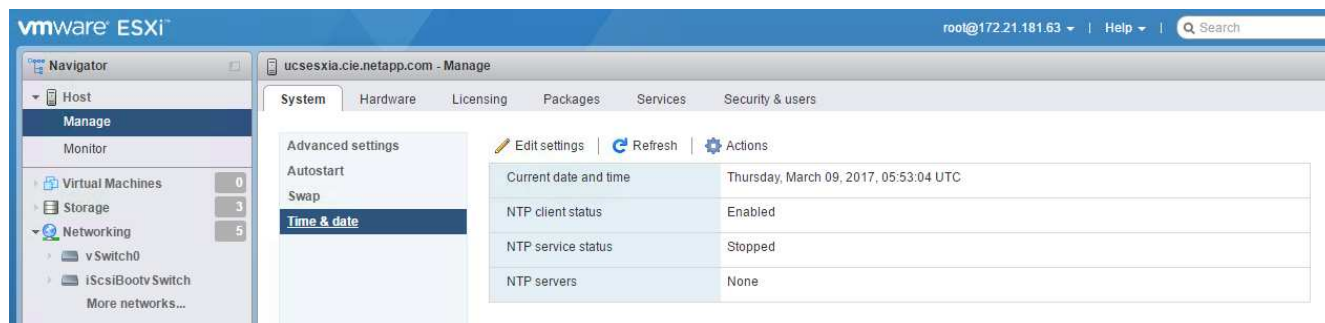 vmware ESXi™
root@172.21.181.63 | Help | Search
Navigator
Host
Manage
Monitor
Virtual Machines 0
Storage 3
Networking 5
vSwitch0
iScsiBootvSwitch
More networks...
ucsesxia.cie.netapp.com - Manage
System Hardware Licensing Packages Services Security & users
Advanced settings
Autostart
Swap
Time & date
Edit settings | Refresh | Actions
Current date and time Thursday, March 09, 2017, 05:53:04 UTC
NTP client status Enabled
NTP service status Stopped
NTP servers None